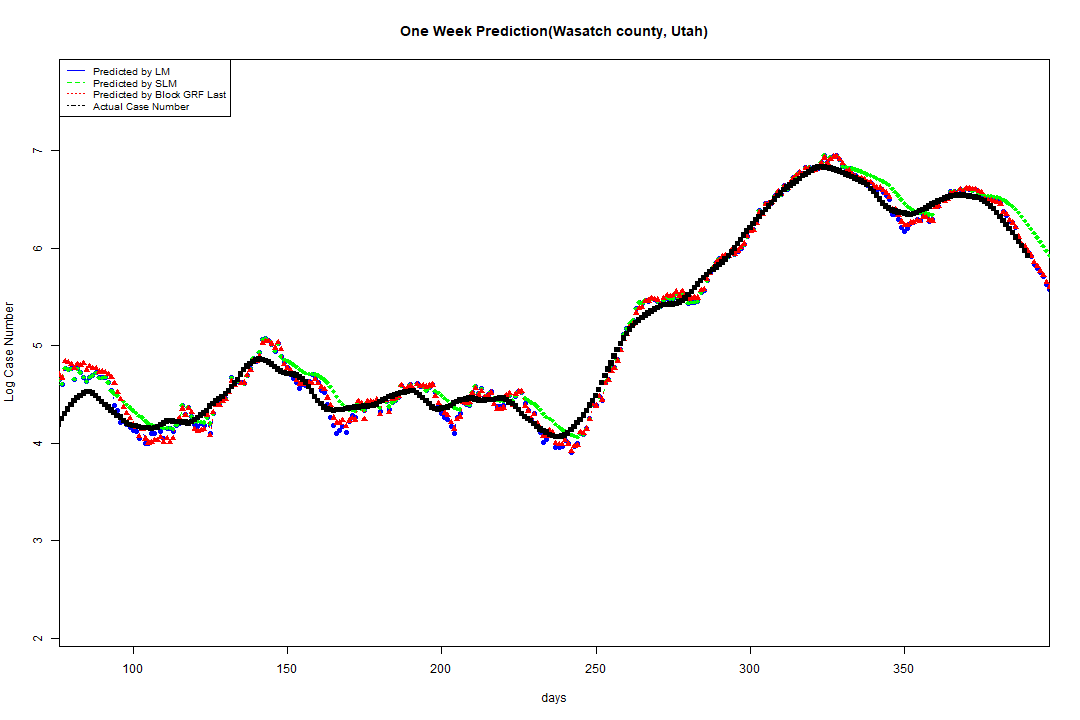 One Week Prediction(Wasatch county, Utah)
Predicted by LM
Predicted by SLM
Predicted by Block GRF Last
Actual Case Number
7
6
5
4
3
2
Log Case Number
100 150 200 250 300 350
days